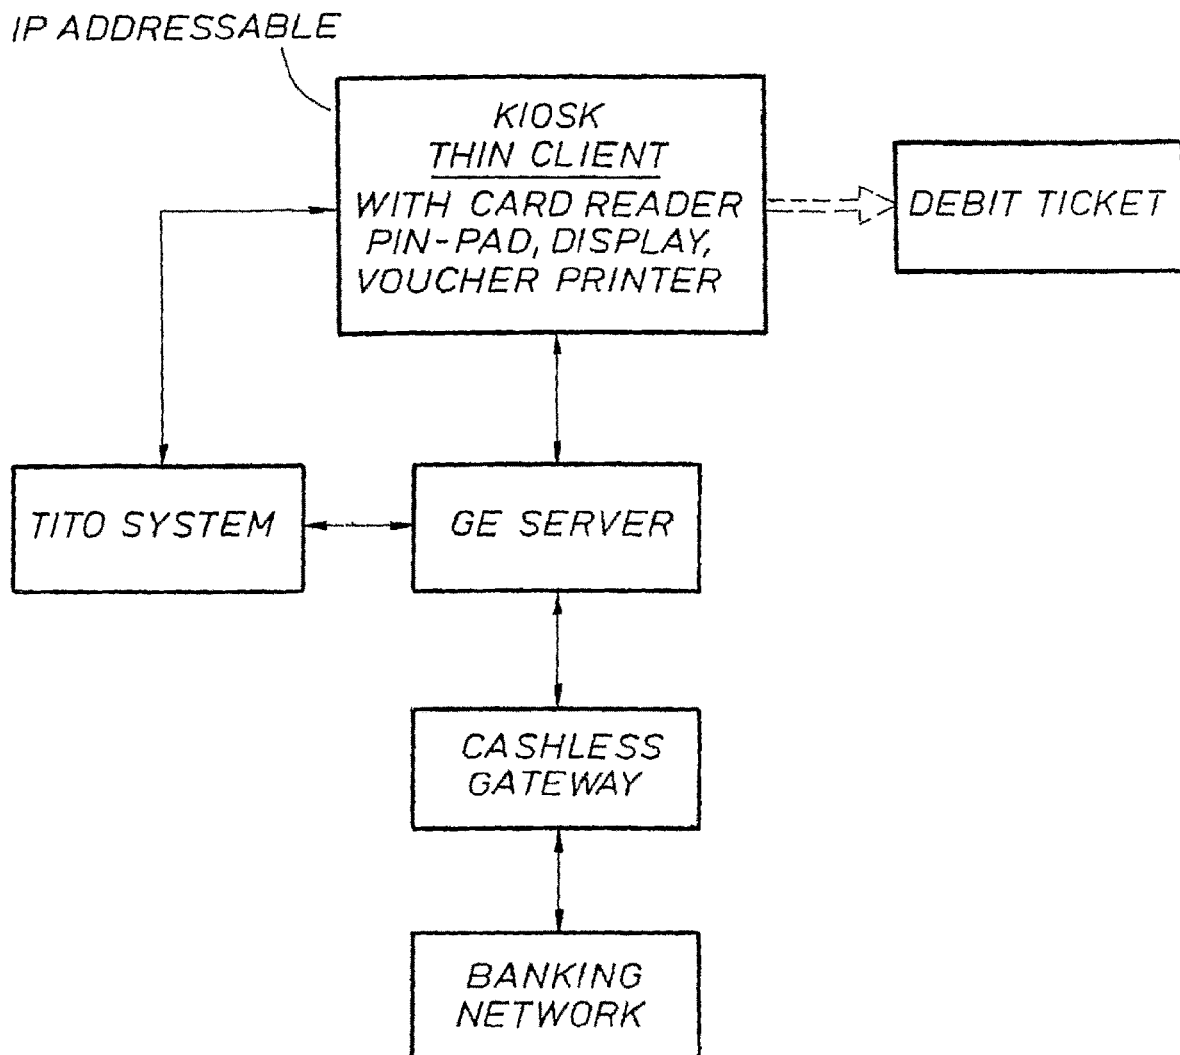 IP ADDRESSABLE
KIOSK
THIN CLIENT
WITH CARD READER
PIN-PAD, DISPLAY,
VOUCHER PRINTER
DEBIT TICKET
TITO SYSTEM
GE SERVER
CASHLESS
GATEWAY
BANKING
NETWORK